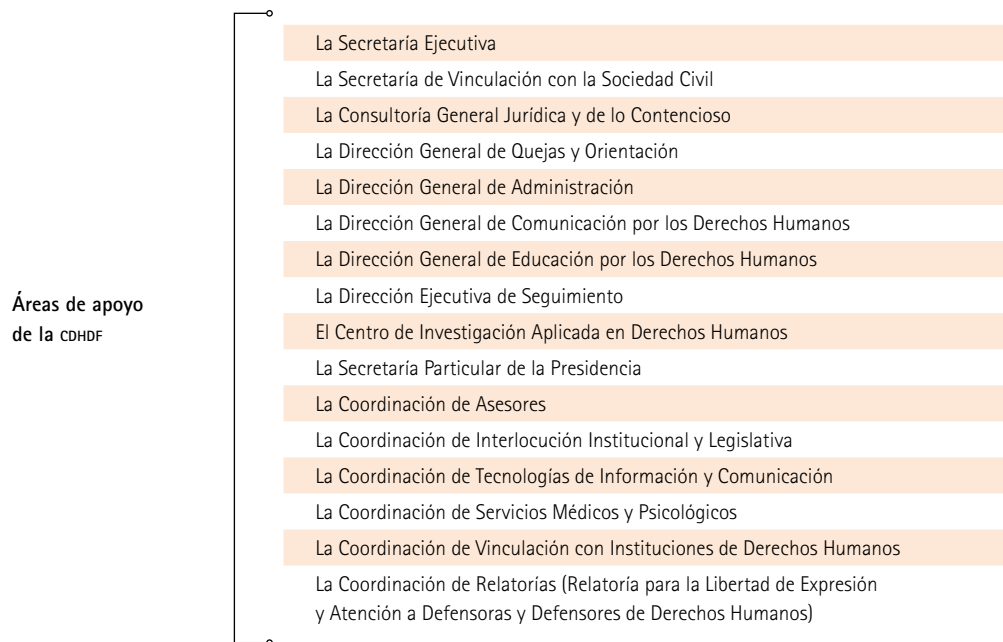 La Secretaría Ejecutiva
La Secretaría de Vinculación con la Sociedad Civil
La Consultoría General Jurídica y de lo Contencioso
La Dirección General de Quejas y Orientación
La Dirección General de Administración
La Dirección General de Comunicación por los Derechos Humanos
La Dirección General de Educación por los Derechos Humanos
La Dirección Ejecutiva de Seguimiento
Áreas de apoyo
de la CDHDF
El Centro de Investigación Aplicada en Derechos Humanos
La Secretaría Particular de la Presidencia
La Coordinación de Asesores
La Coordinación de Interlocución Institucional y Legislativa
La Coordinación de Tecnologías de Información y Comunicación
La Coordinación de Servicios Médicos y Psicológicos
La Coordinación de Vinculación con Instituciones de Derechos Humanos
La Coordinación de Relatorías (Relatoría para la Libertad de Expresión
y Atención a Defensoras y Defensores de Derechos Humanos)